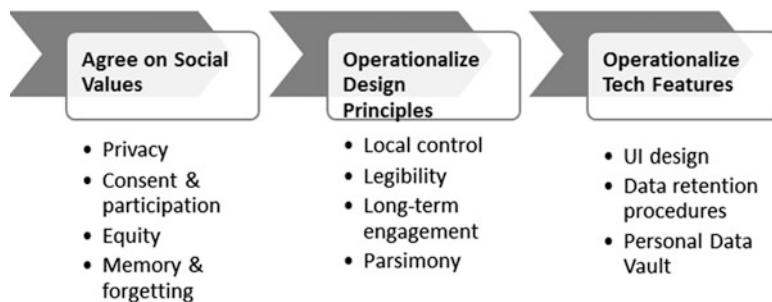 Agree on Social
Values
• Privacy
• Consent &
participation
• Equity
• Memory &
forgetting
Operationalize
Design
Principles
• Local control
• Legibility
• Long-term
engagement
• Parsimony
Operationalize
Tech Features
• UI design
• Data retention
procedures
• Personal Data
Vault